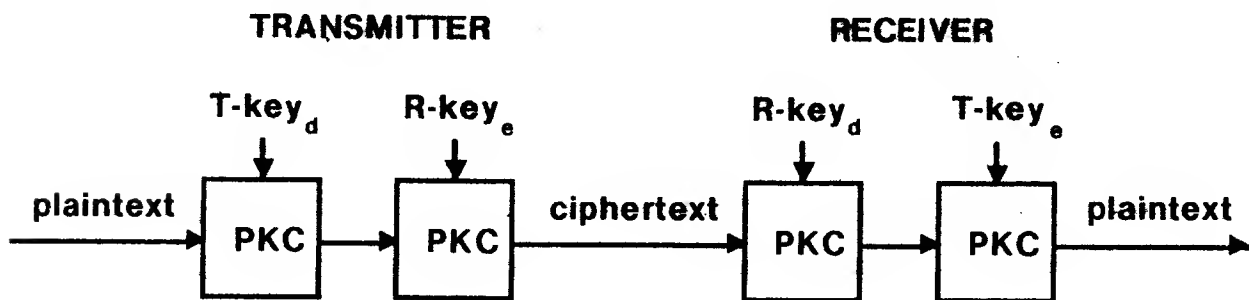 TRANSMITTER RECEIVER
T-key_d R-key_e R-key_d T-key_e
plaintext PKC PKC ciphertext PKC PKC plaintext